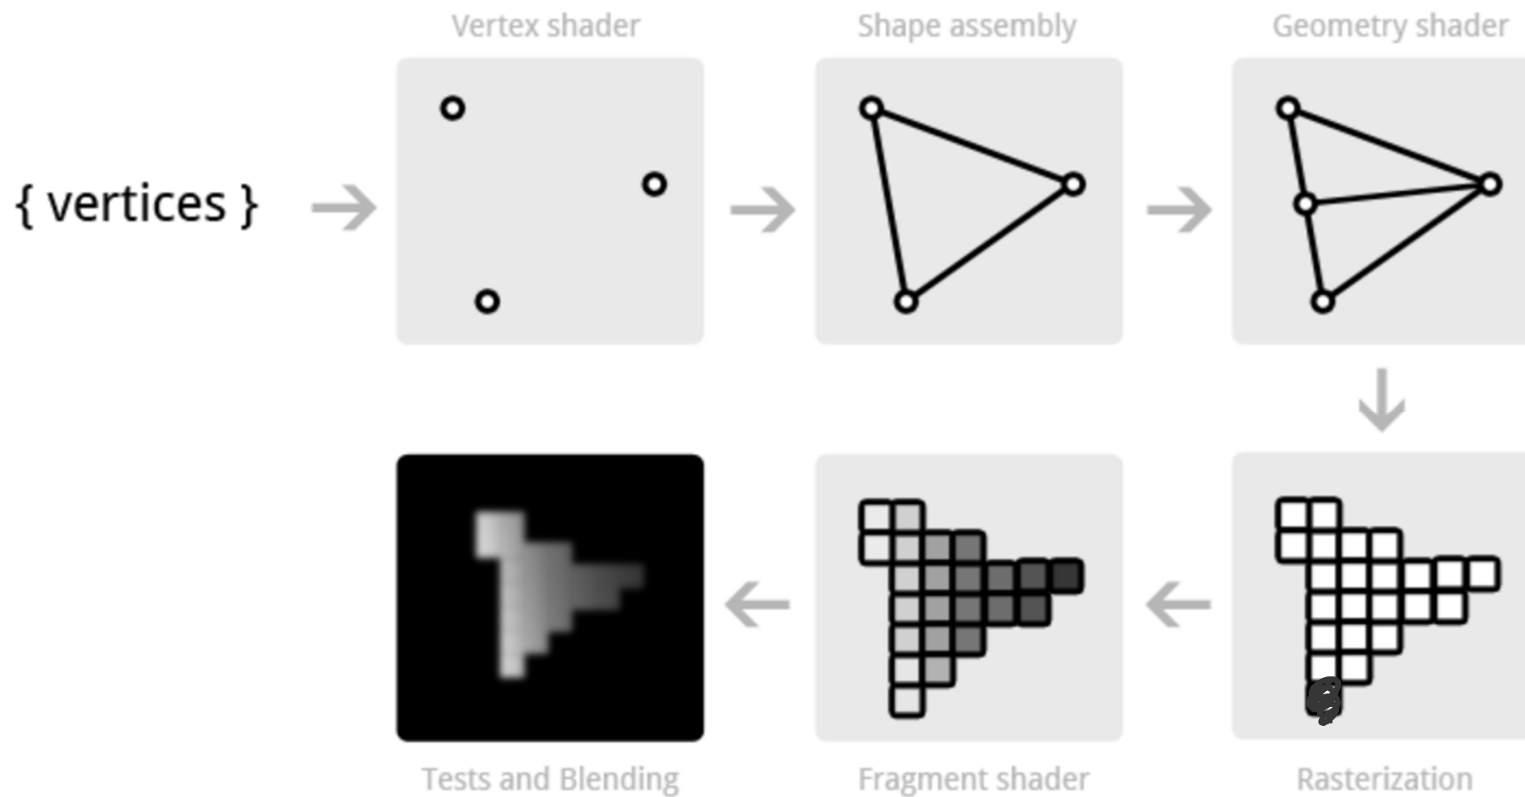 Vertex shader
Shape assembly
Geometry shader
{ vertices }
Tests and Blending
Fragment shader
Rasterization